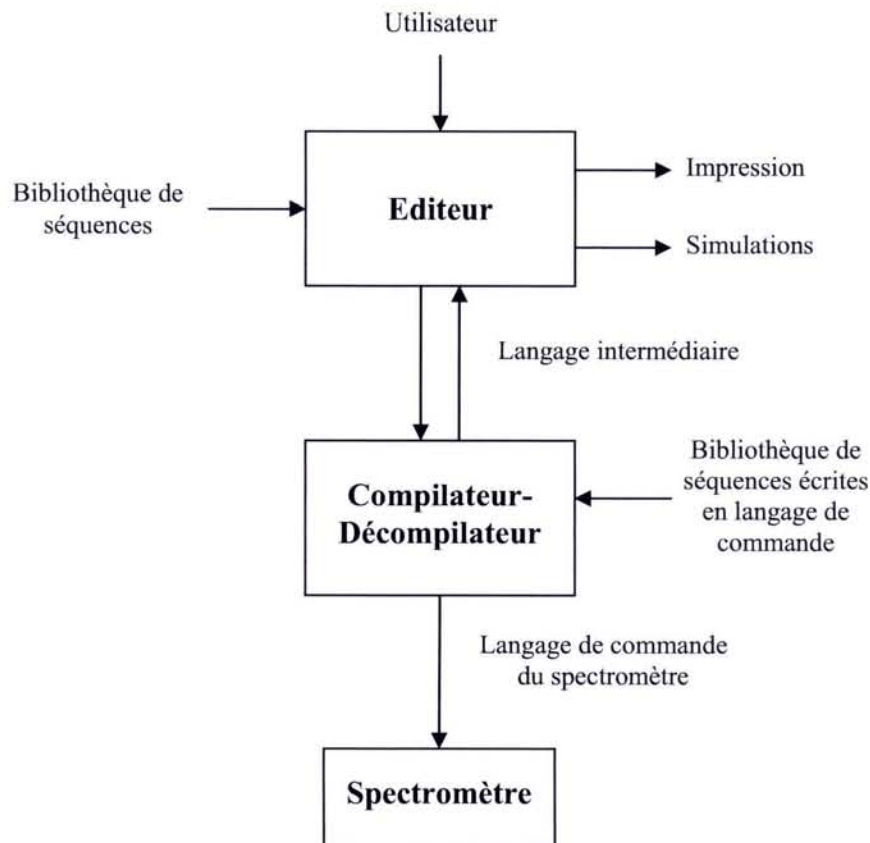 Utilisateur
Bibliothèque de
séquences
Editeur
Impression
Simulations
Langage intermédiaire
Compilateur-
Décompilateur
Bibliothèque de
séquences écrites
en langage de
commande
Langage de commande
du spectromètre
Spectromètre